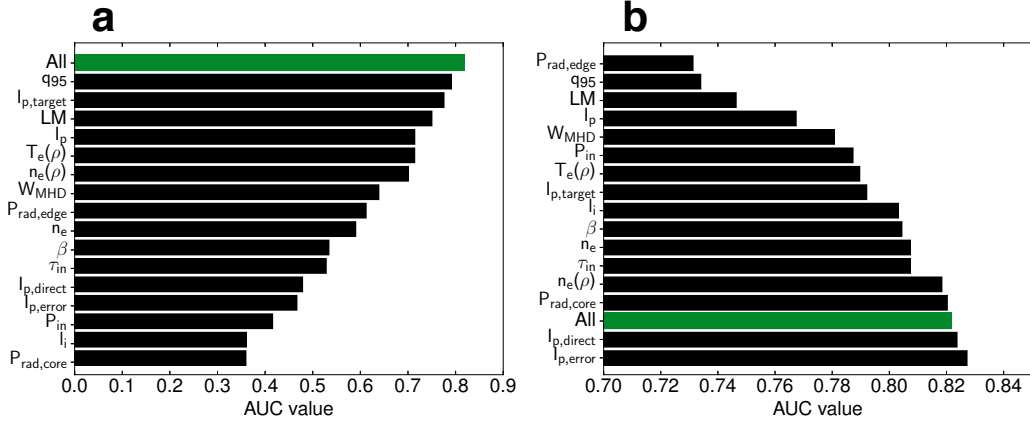 a
All
q95
Ip,target
LM
Ip
Te(ρ)
ne(ρ)
WMHD
Prad,edge
ne
β
τin
Ip,direct
Ip,error
Pin
li
Prad,core
0.0 0.1 0.2 0.3 0.4 0.5 0.6 0.7 0.8 0.9
AUC value
b
Prad,edge
q95
LM
Ip
WMHD
Pin
Te(ρ)
Ip,target
li
β
ne
τin
ne(ρ)
Prad,core
All
Ip,direct
Ip,error
0.70 0.72 0.74 0.76 0.78 0.80 0.82 0.84
AUC value